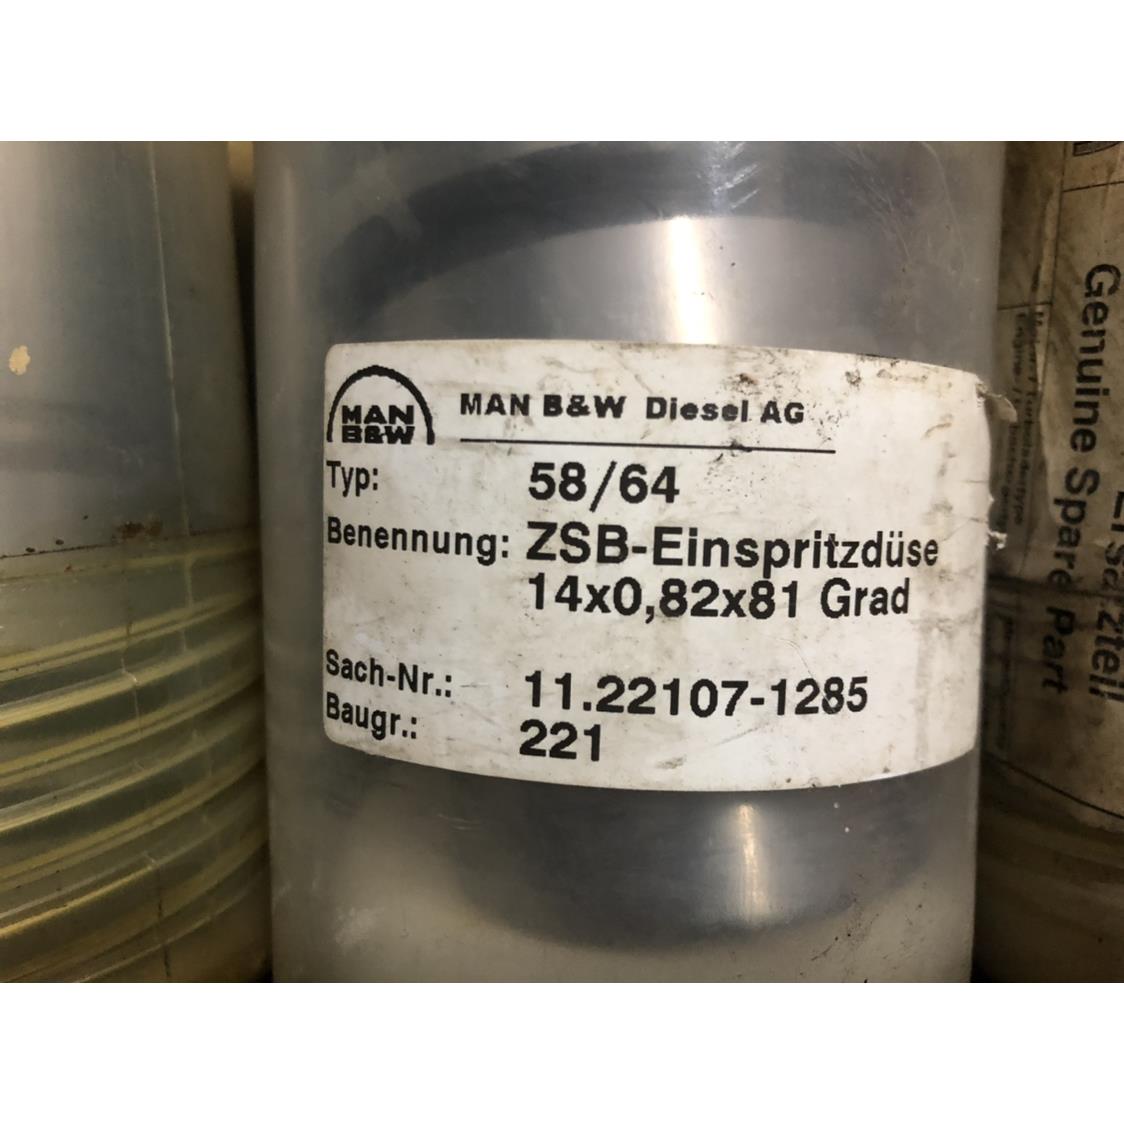 MAN
B&W
MAN B&W Diesel AG
Typ: 58/64
Benennung: ZSB-Einspritzdüse
14x0,82x81 Grad
Sach-Nr.: 11.22107-1285
Baugr.: 221
Ersatzteil
Genuine Spare Part